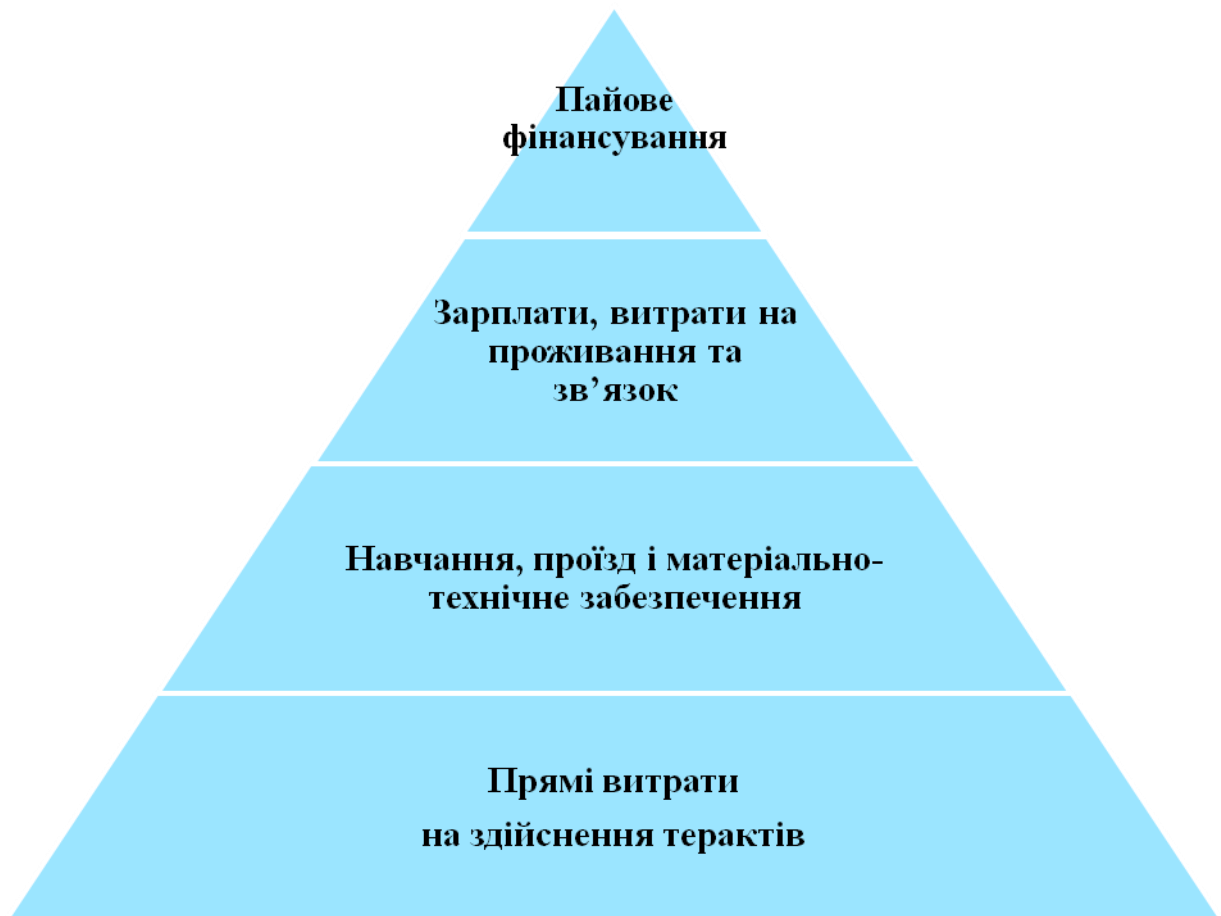 Пайове
фінансування
Зарплати, витрати на
проживання та
зв’язок
Навчання, проїзд і матеріально-
технічне забезпечення
Прямі витрати
на здійснення терактів